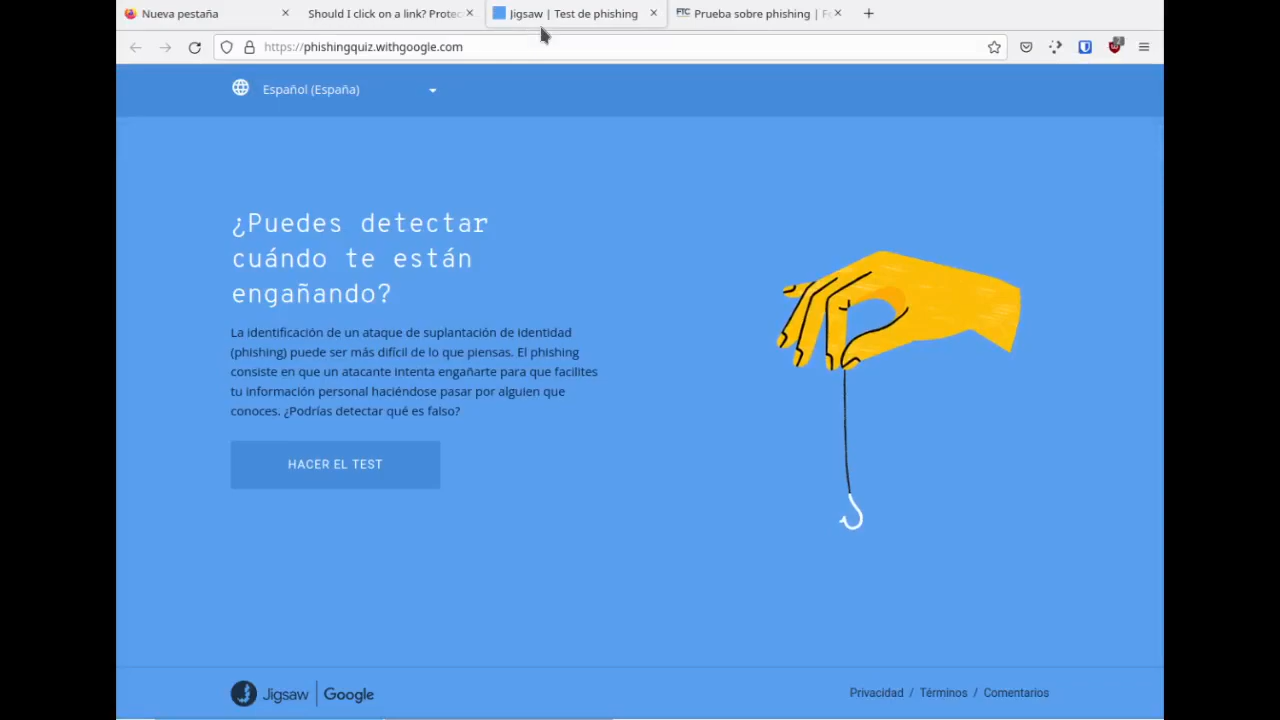 Nueva pestaña
Should I click on a link? Protec
Jigsaw | Test de phishing
FTC Prueba sobre phishing | Fe
https://phishingquiz.withgoogle.com
Español (España)
¿Puedes detectar
cuándo te están
engañando?
La identificación de un ataque de suplantación de identidad
(phishing) puede ser más difícil de lo que piensas. El phishing
consiste en que un atacante intenta engañarte para que facilites
tu información personal haciéndose pasar por alguien que
conoces. ¿Podrías detectar qué es falso?
HACER EL TEST
Jigsaw | Google
Privacidad / Términos / Comentarios